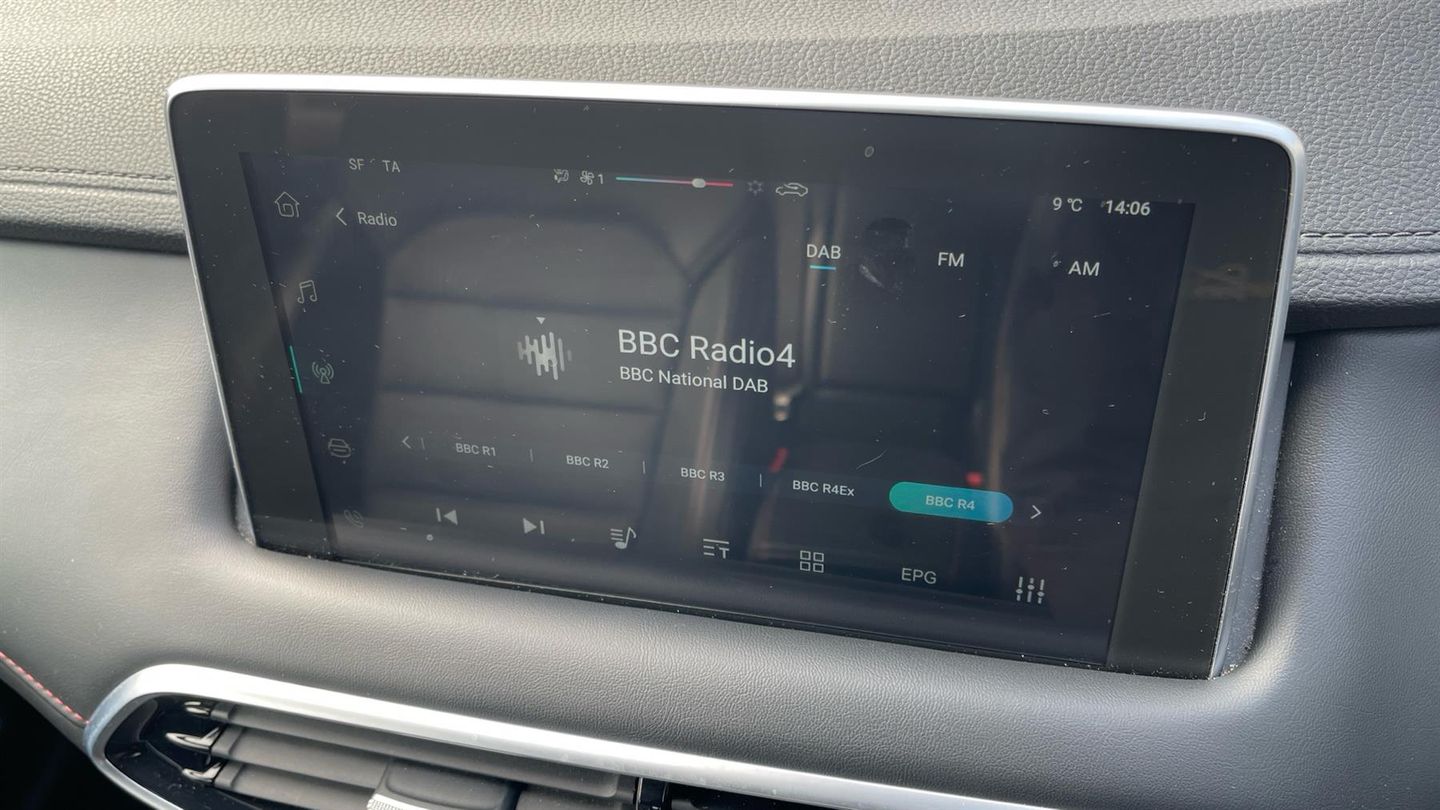 SF TA
1
9 ℃ 14:06
Radio
DAB FM AM
BBC Radio4
BBC National DAB
BBC R1 BBC R2 BBC R3 BBC R4Ex BBC R4
EPG